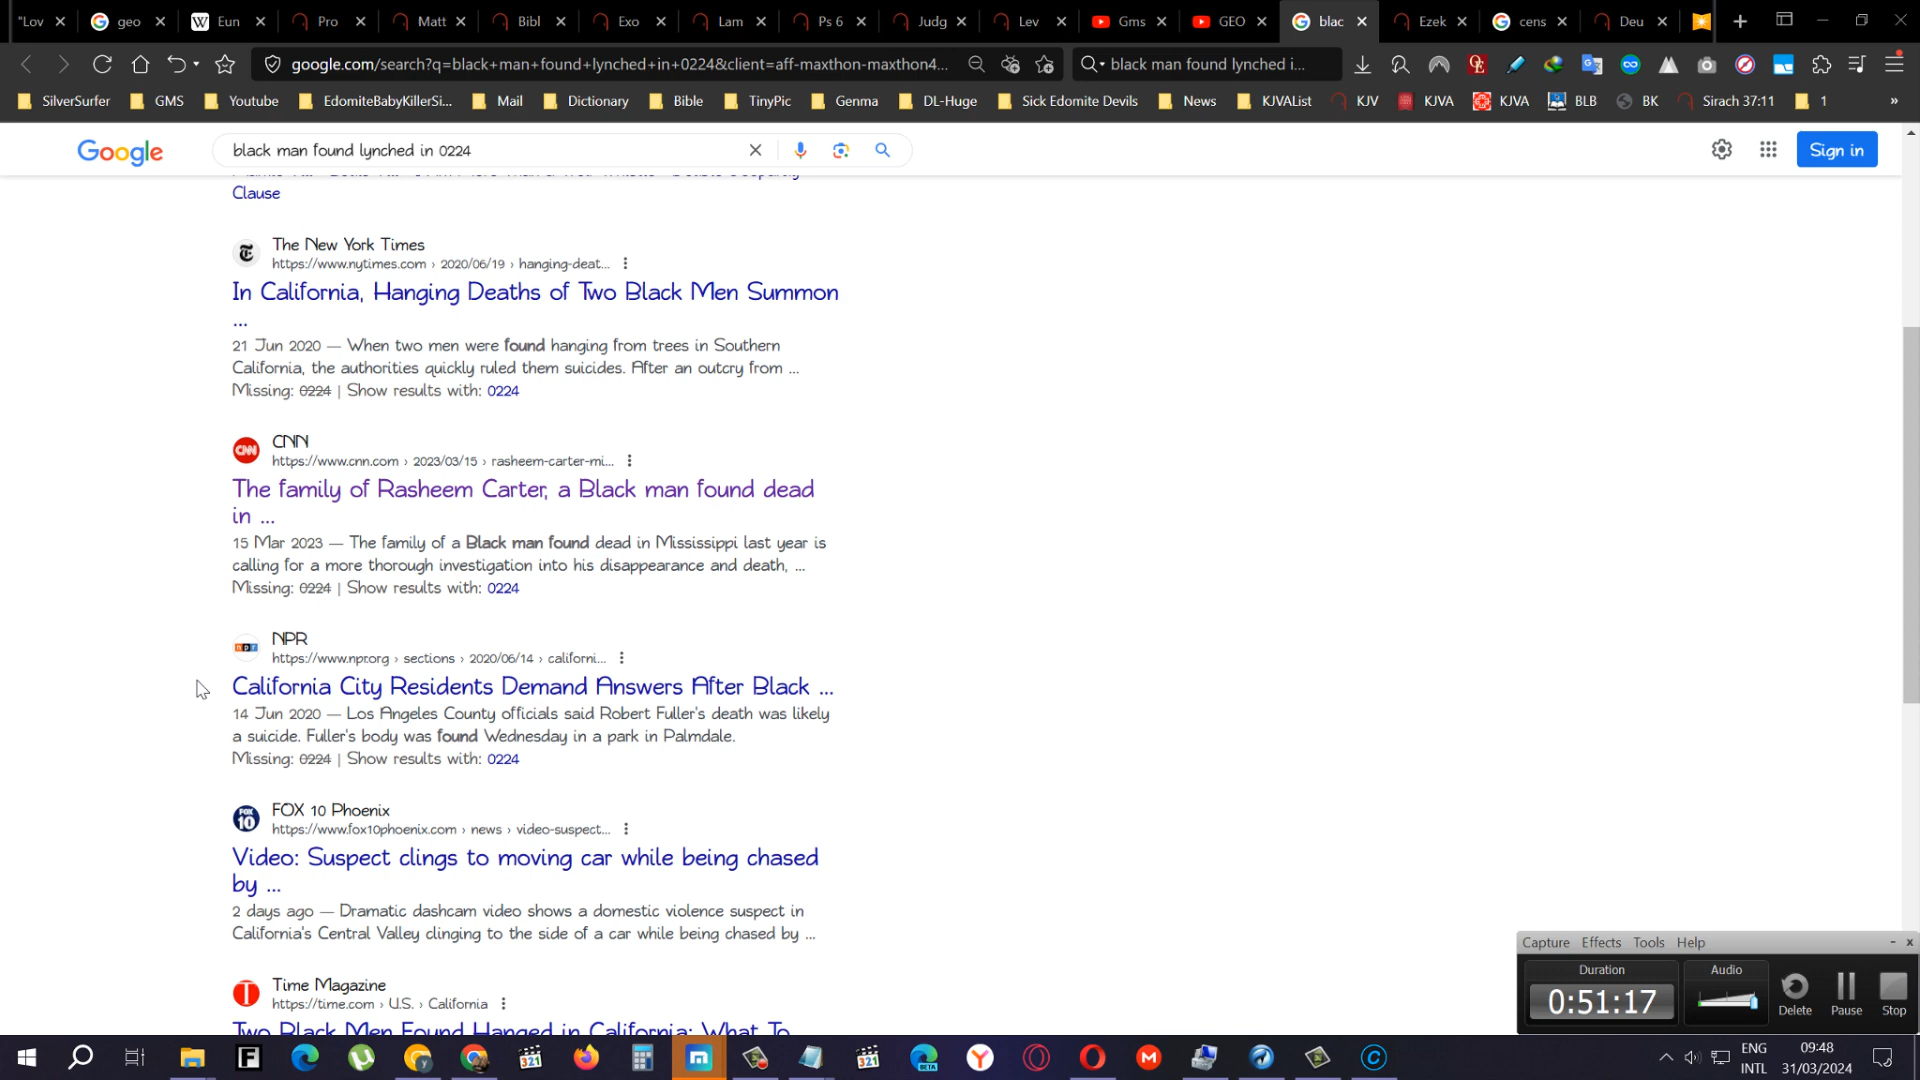 "Lov
geo
Eun
Pro
Matt
Bibl
Exo
Lam
Ps 6
Judg
Lev
Gms
GEO
blac
Ezek
cens
Deu
google.com/search?q=black+man+found+lynched+in+0224&client=aff-maxthon-maxthon4...
black man found lynched i...
SilverSurfer
GMS
Youtube
EdomiteBabyKillerSi...
Mail
Dictionary
Bible
TinyPic
Genma
DL-Huge
Sick Edomite Devils
News
KJVAList
KJV
KJVA
KJVA
BLB
BK
Sirach 37:11
1
»
Google
black man found lynched in 0224
Sign in
Clause
The New York Times
https://www.nytimes.com › 2020/06/19 › hanging-deat...
In California, Hanging Deaths of Two Black Men Summon
...
21 Jun 2020 — When two men were found hanging from trees in Southern
California, the authorities quickly ruled them suicides. After an outcry from ...
Missing: 0224 | Show results with: 0224
CNN
https://www.cnn.com › 2023/03/15 › rasheem-carter-mi...
The family of Rasheem Carter, a Black man found dead
in ...
15 Mar 2023 — The family of a Black man found dead in Mississippi last year is
calling for a more thorough investigation into his disappearance and death, ...
Missing: 0224 | Show results with: 0224
NPR
https://www.npr.org › sections › 2020/06/14 › californi...
California City Residents Demand Answers After Black ...
14 Jun 2020 — Los Angeles County officials said Robert Fuller's death was likely
a suicide. Fuller's body was found Wednesday in a park in Palmdale.
Missing: 0224 | Show results with: 0224
FOX 10 Phoenix
https://www.fox10phoenix.com › news › video-suspect...
Video: Suspect clings to moving car while being chased
by ...
2 days ago — Dramatic dashcam video shows a domestic violence suspect in
California's Central Valley clinging to the side of a car while being chased by ...
Time Magazine
https://time.com › U.S. › California
Two Black Men Found Hanged in California: What To
Capture Effects Tools Help
Duration
Audio
0:51:17
Delete
Pause
Stop
ENG
INTL
09:48
31/03/2024